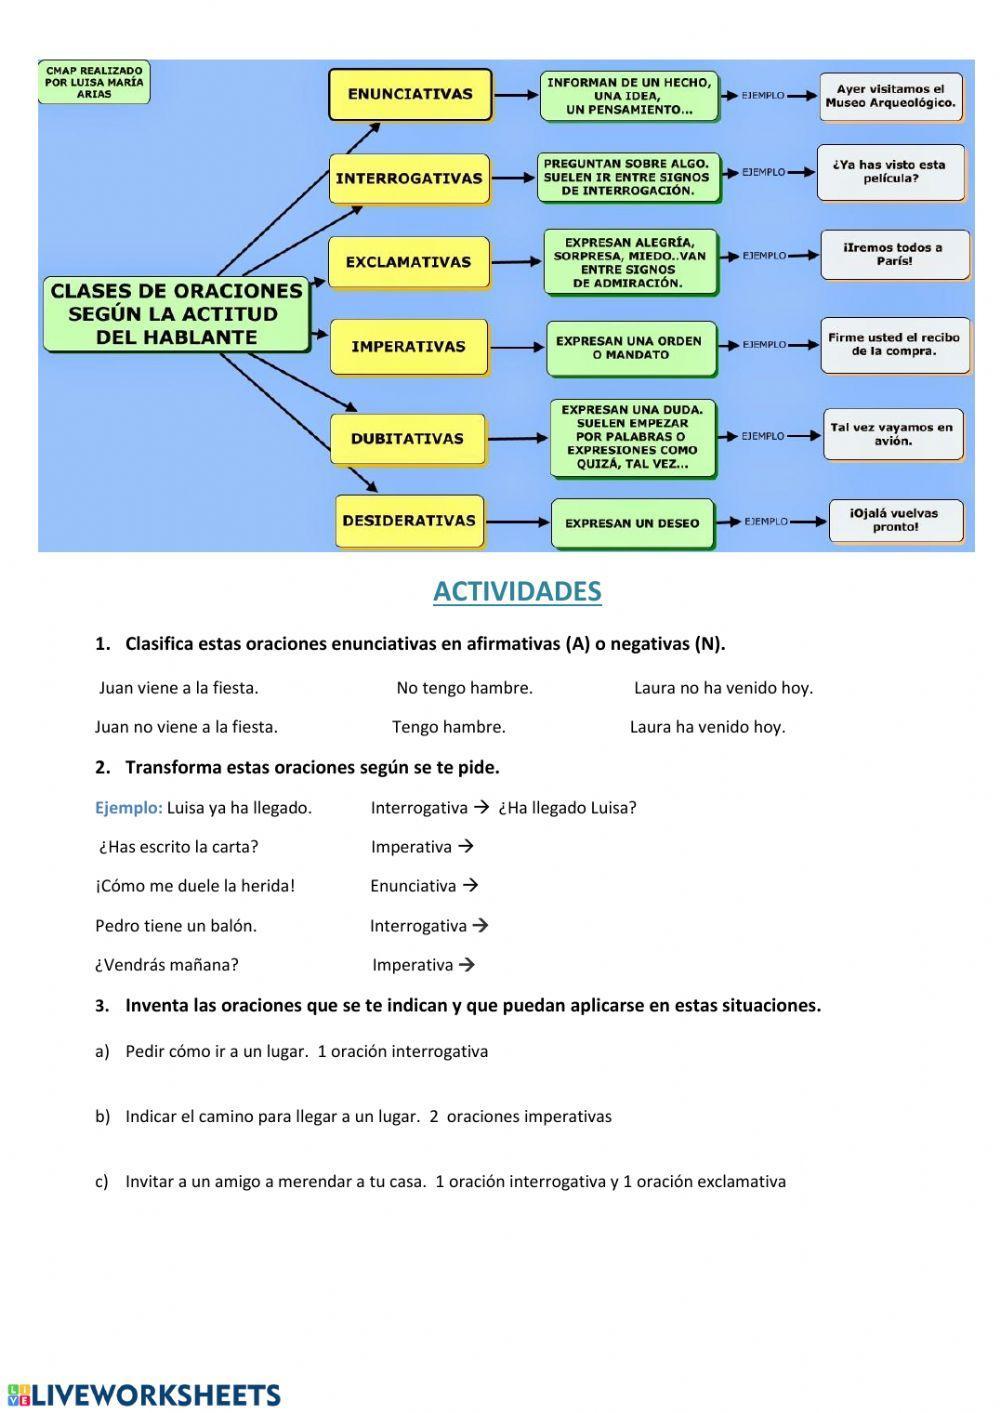 CMAP REALIZADO
POR LUISA MARÍA
ARIAS
CLASES DE ORACIONES
SEGÚN LA ACTITUD
DEL HABLANTE
ENUNCIATIVAS
INFORMAN DE UN HECHO,
UNA IDEA,
UN PENSAMIENTO...
EJEMPLO
Ayer visitamos el
Museo Arqueológico.
INTERROGATIVAS
PREGUNTAN SOBRE ALGO.
SUELEN IR ENTRE SIGNOS
DE INTERROGACIÓN.
EJEMPLO
¿Ya has visto esta
película?
EXCLAMATIVAS
EXPRESAN ALEGRÍA,
SORPRESA, MIEDO..VAN
ENTRE SIGNOS
DE ADMIRACIÓN.
EJEMPLO
¡Iremos todos a
París!
IMPERATIVAS
EXPRESAN UNA ORDEN
O MANDATO
EJEMPLO
Firme usted el recibo
de la compra.
DUBITATIVAS
EXPRESAN UNA DUDA.
SUELEN EMPEZAR
POR PALABRAS O
EXPRESIONES COMO
QUIZÁ, TAL VEZ...
EJEMPLO
Tal vez vayamos en
avión.
DESIDERATIVAS
EXPRESAN UN DESEO
EJEMPLO
¡Ojalá vuelvas
pronto!
ACTIVIDADES
1. Clasifica estas oraciones enunciativas en afirmativas (A) o negativas (N).
Juan viene a la fiesta. No tengo hambre. Laura no ha venido hoy.
Juan no viene a la fiesta. Tengo hambre. Laura ha venido hoy.
2. Transforma estas oraciones según se te pide.
Ejemplo: Luisa ya ha llegado. Interrogativa → ¿Ha llegado Luisa?
¿Has escrito la carta? Imperativa →
¡Cómo me duele la herida! Enunciativa →
Pedro tiene un balón. Interrogativa →
¿Vendrás mañana? Imperativa →
3. Inventa las oraciones que se te indican y que puedan aplicarse en estas situaciones.
a) Pedir cómo ir a un lugar. 1 oración interrogativa
b) Indicar el camino para llegar a un lugar. 2 oraciones imperativas
c) Invitar a un amigo a merendar a tu casa. 1 oración interrogativa y 1 oración exclamativa
LIVE LIVEWORKSHEETS